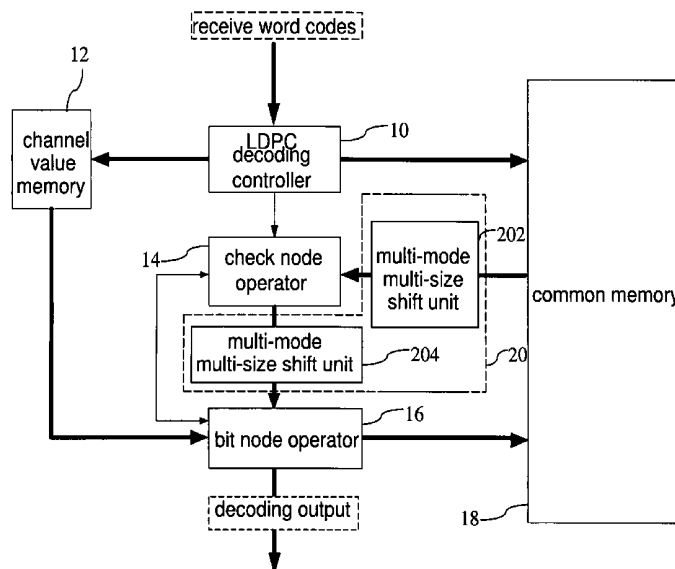 receive word codes
12
10
channel
value
memory
LDPC
decoding
controller
202
14
check node
operator
multi-mode
multi-size
shift unit
common memory
multi-mode
multi-size shift unit
204
20
16
bit node operator
decoding output
18